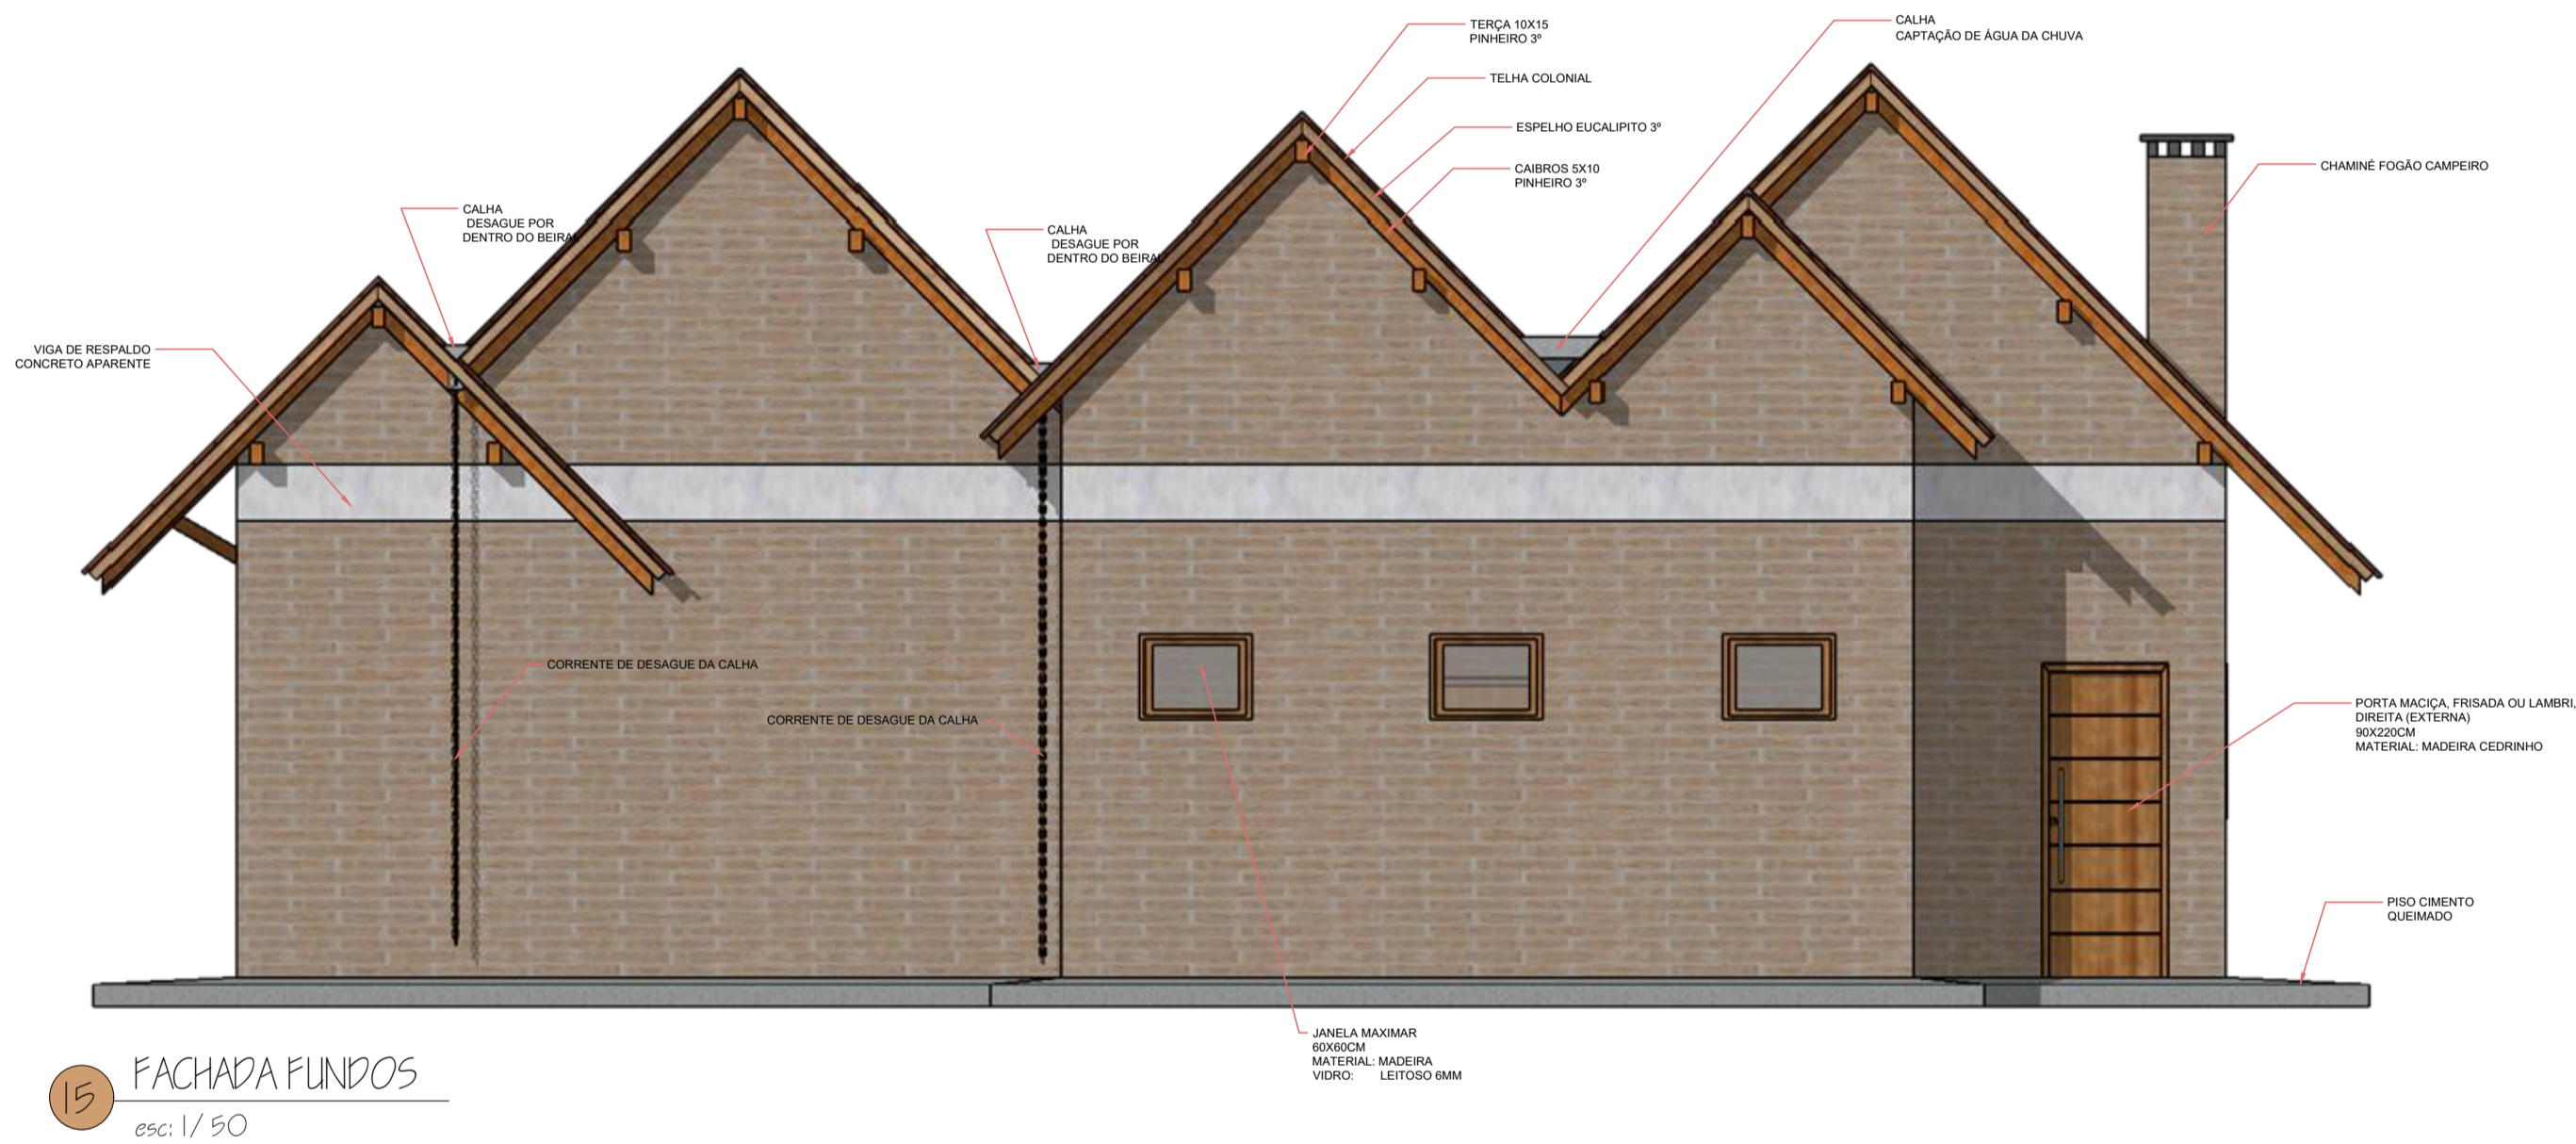 TERÇA 10X15
PINHEIRO 3º
CALHA
CAPTAÇÃO DE ÁGUA DA CHUVA
TELHA COLONIAL
ESPELHO EUCALIPITO 3º
CAIBROS 5X10
PINHEIRO 3º
CHAMINÉ FOGÃO CAMPEIRO
CALHA
DESAGUE POR
DENTRO DO BEIRAL
CALHA
DESAGUE POR
DENTRO DO BEIRAL
VIGA DE RESPALDO
CONCRETO APARENTE
CORRENTE DE DESAGUE DA CALHA
CORRENTE DE DESAGUE DA CALHA
PORTA MACIÇA, FRISADA OU LAMBRI,
DIREITA (EXTERNA)
90X220CM
MATERIAL: MADEIRA CEDRINHO
PISO CIMENTO
QUEIMADO
JANELA MAXIMAR
60X60CM
MATERIAL: MADEIRA
VIDRO: LEITOSO 6MM
15
FACHADA FUNDOS
esc: 1/50